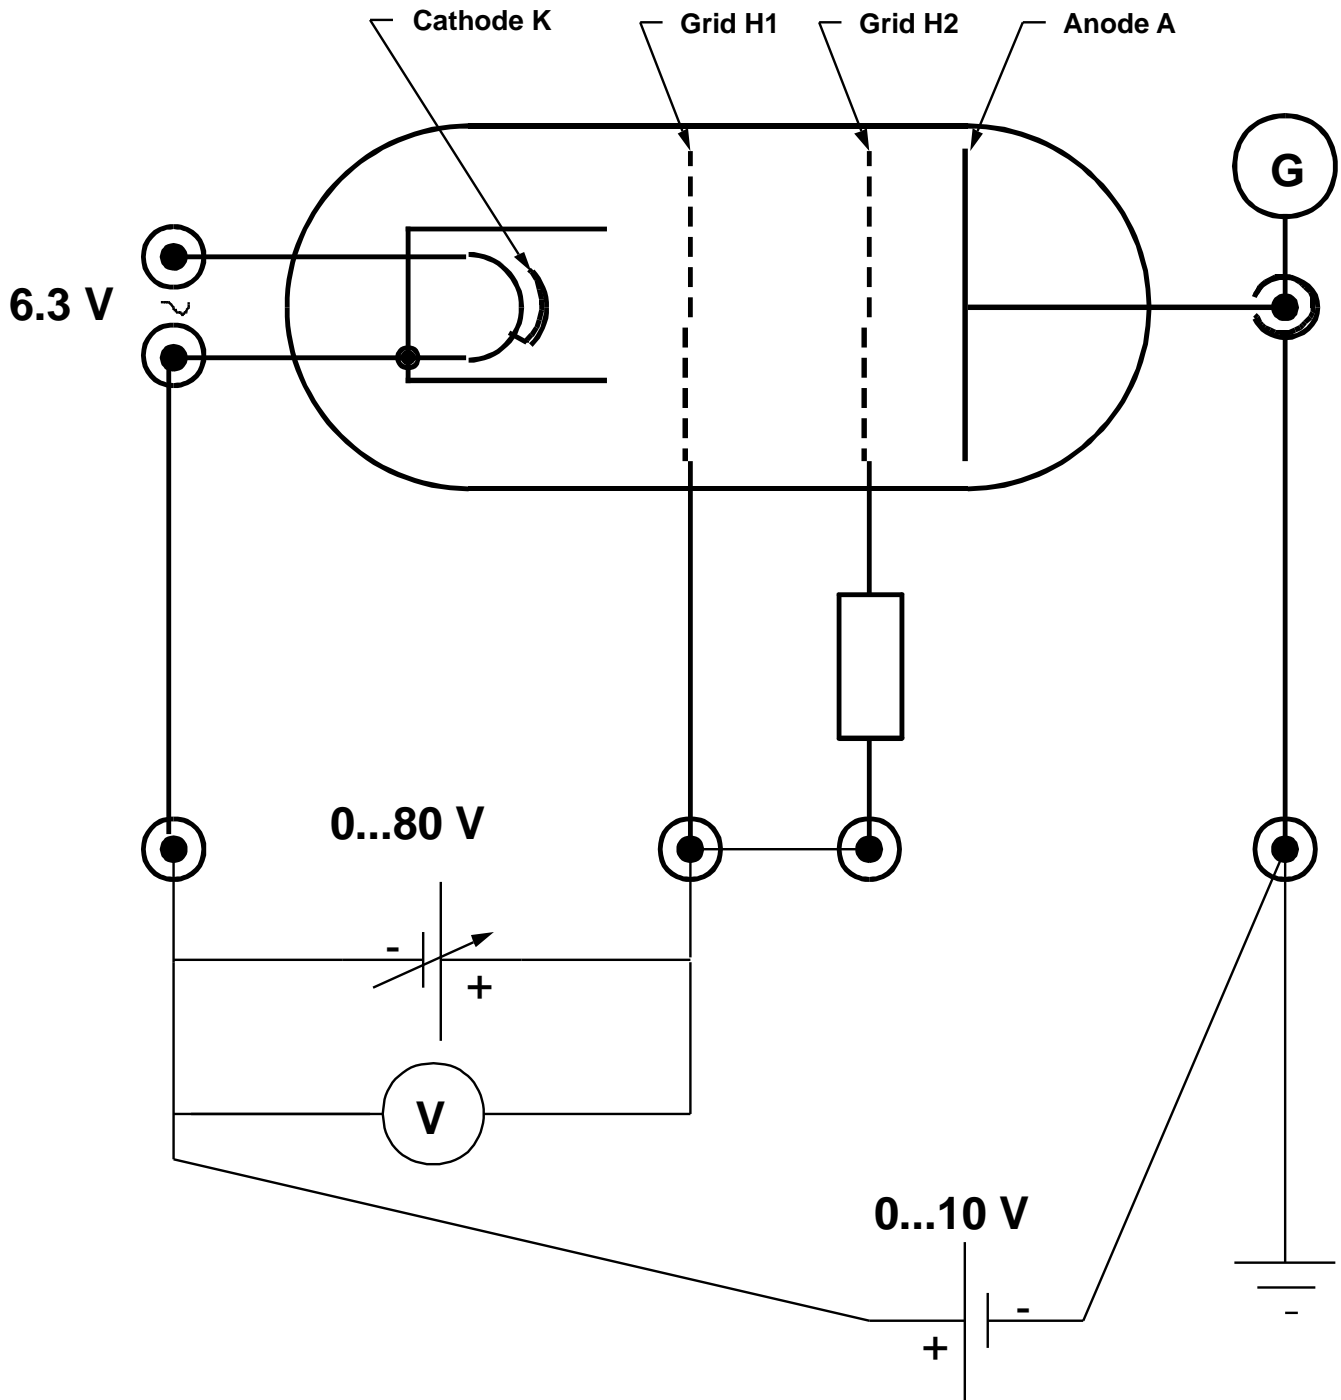 Cathode K
Grid H1
Grid H2
Anode A
G
6.3 V
~
0...80 V
-
+
V
0...10 V
-
+